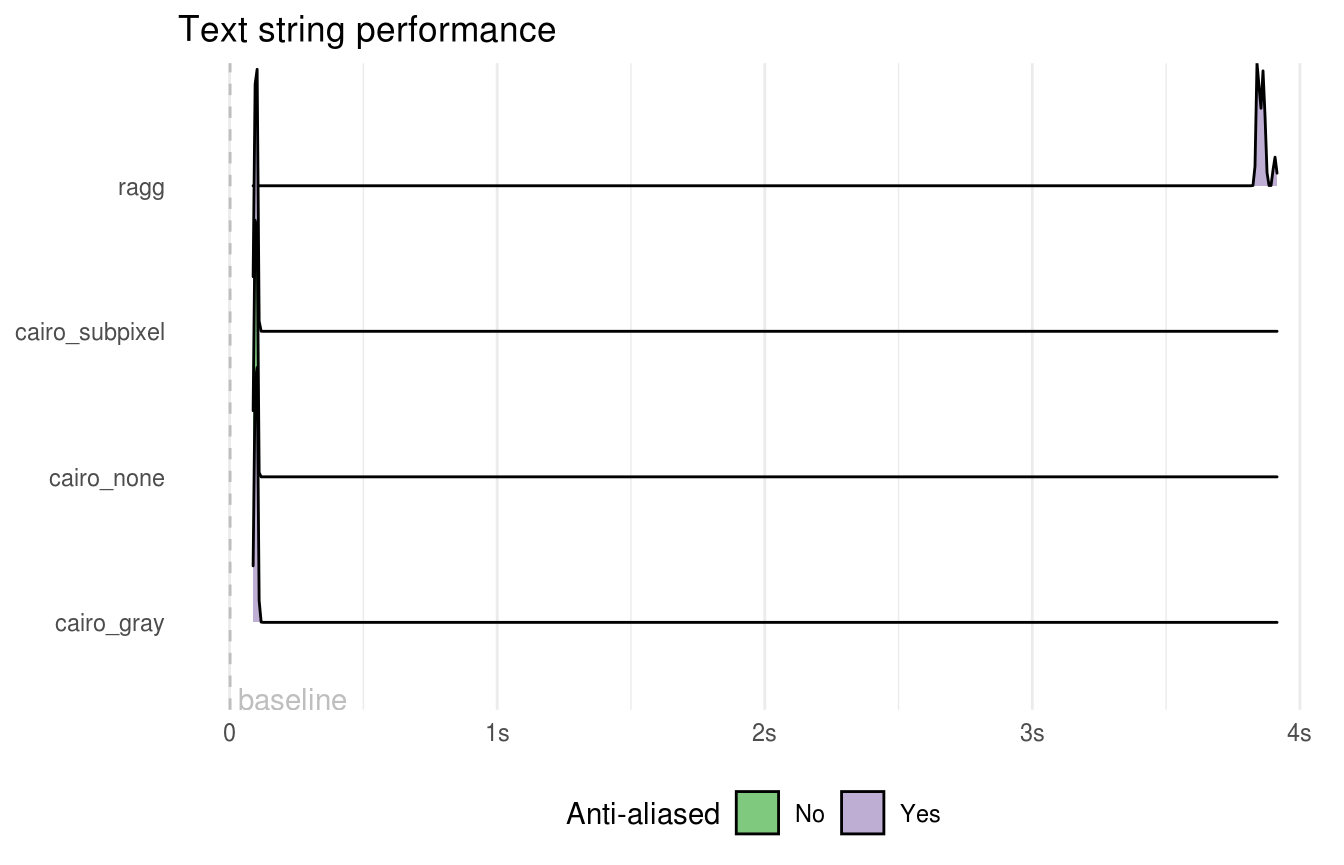 Text string performance
ragg
cairo_subpixel
cairo_none
cairo_gray
baseline
0 1s 2s 3s 4s
Anti-aliased No Yes